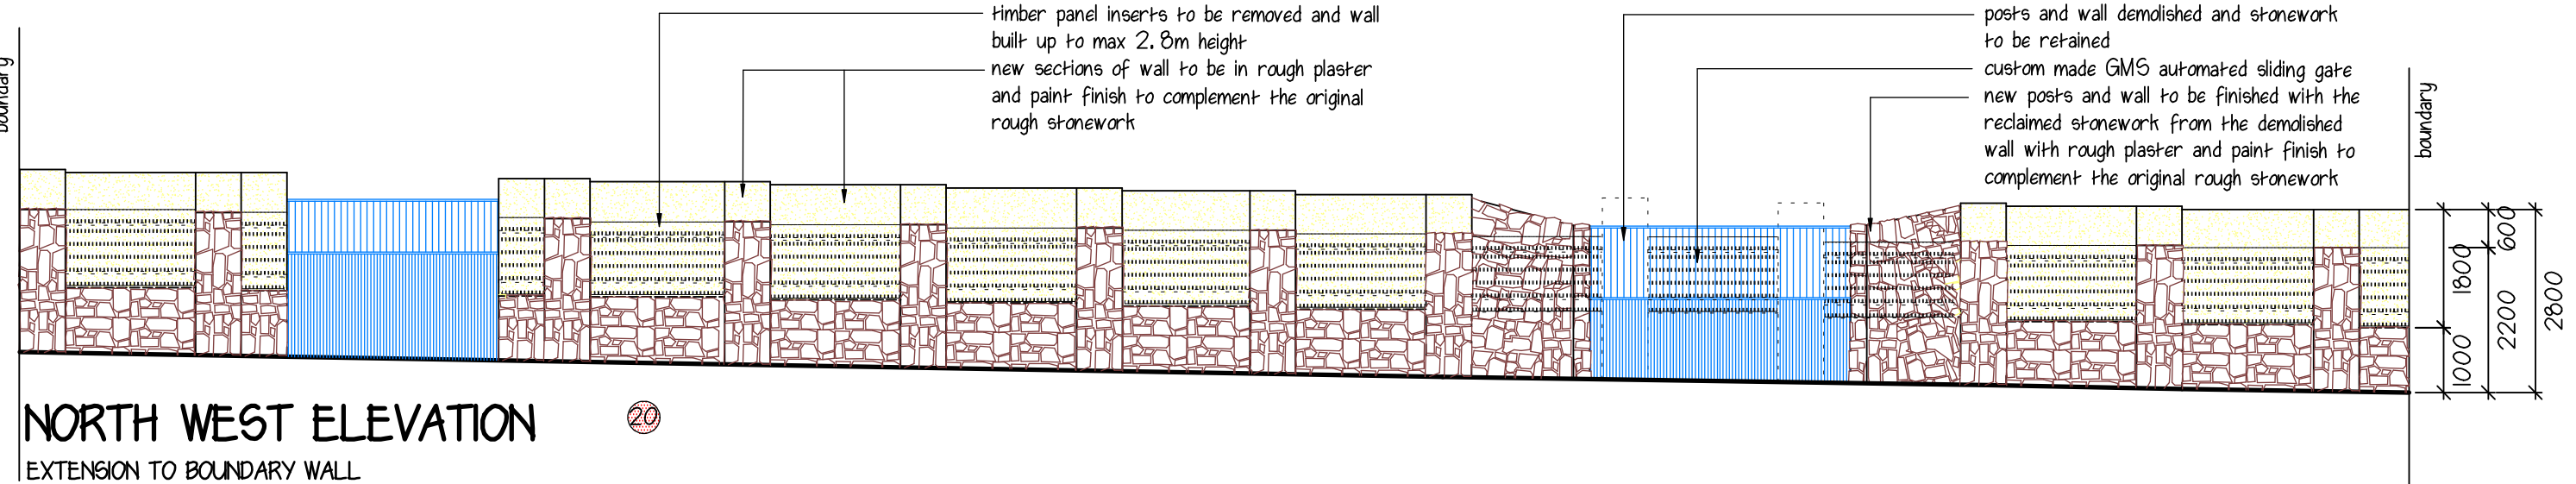 boundary
timber panel inserts to be removed and wall
built up to max 2.8m height
new sections of wall to be in rough plaster
and paint finish to complement the original
rough stonework
posts and wall demolished and stonework
to be retained
custom made GMS automated sliding gate
new posts and wall to be finished with the
reclaimed stonework from the demolished
wall with rough plaster and paint finish to
complement the original rough stonework
boundary
600
1800
1000
2200
2800
NORTH WEST ELEVATION
20
EXTENSION TO BOUNDARY WALL